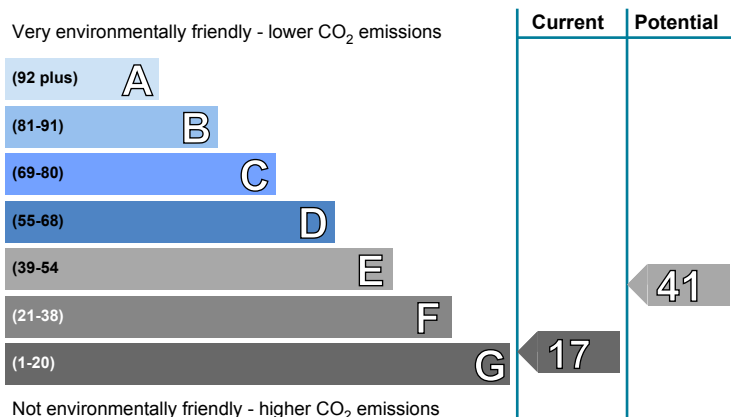 Very environmentally friendly - lower CO2 emissions
Current
Potential
(92 plus) A
(81-91) B
(69-80) C
(55-68) D
(39-54 E
41
(21-38) F
(1-20) G
17
Not environmentally friendly - higher CO2 emissions